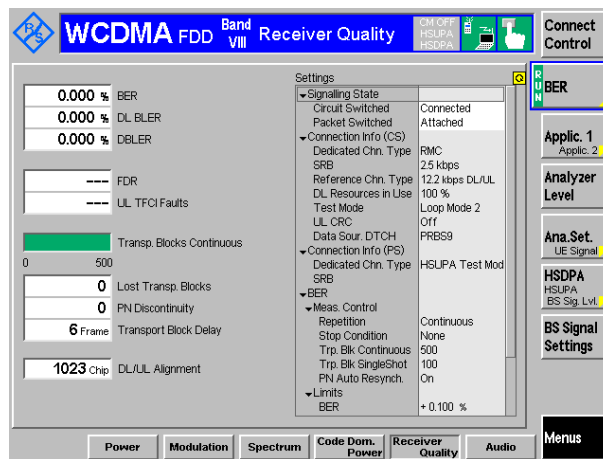 R&S
WCDMA FDD Band VIII Receiver Quality
CM OFF
HSUPA
HSDPA
Connect Control
Settings
RUN
BER
0.000 % BER
0.000 % DL BLER
0.000 % DBLER
--- FDR
--- UL TFCI Faults
Transp. Blocks Continuous
0 500
0 Lost Transp. Blocks
0 PN Discontinuity
6 Frame Transport Block Delay
1023 Chip DL/UL Alignment
Signalling State
Circuit Switched Connected
Packet Switched Attached
Connection Info (CS)
Dedicated Chn. Type RMC
SRB 2.5 kbps
Reference Chn. Type 12.2 kbps DL/UL
DL Resources in Use 100 %
Test Mode Loop Mode 2
UL CRC Off
Data Sour. DTCH PRBS9
Connection Info (PS)
Dedicated Chn. Type HSUPA Test Mod
SRB
BER
Meas. Control
Repetition Continuous
Stop Condition None
Trp. Blk Continuous 500
Trp. Blk SingleShot 100
PN Auto Resynch. On
Limits
BER + 0.100 %
Applic. 1
Applic. 2
Analyzer Level
Ana.Set.
UE Signal
HSDPA
HSUPA
BS Sig. Lvl.
BS Signal Settings
Menus
Power Modulation Spectrum Code Dom. Power Receiver Quality Audio